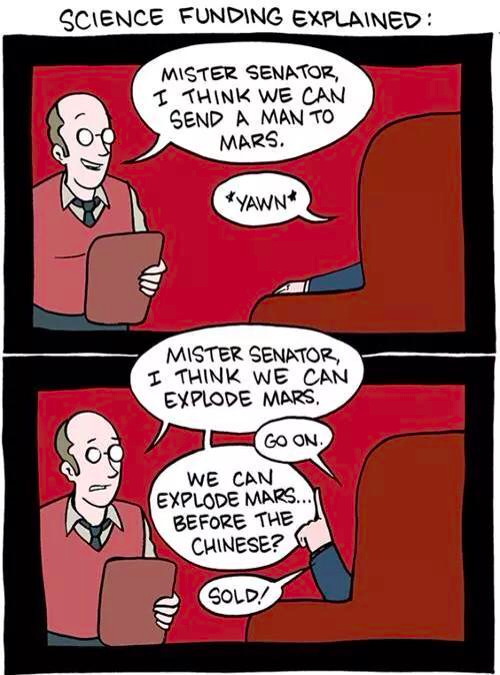 SCIENCE FUNDING EXPLAINED:
MISTER SENATOR,
I THINK WE CAN
SEND A MAN TO
MARS.
*YAWN*
MISTER SENATOR,
I THINK WE CAN
EXPLODE MARS.
GO ON.
WE CAN
EXPLODE MARS...
BEFORE THE
CHINESE?
SOLD!